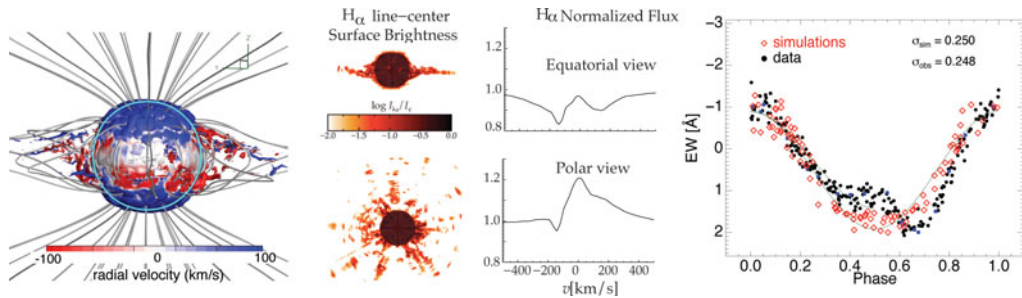 Z
-100
0
100
radial velocity (km/s)
Hα line-center
Surface Brightness
log Iha/Ic
-2.0
-1.5
-1.0
-0.5
0.0
Hα Normalized Flux
1.2
1.0
0.8
Equatorial view
1.2
1.0
0.8
Polar view
-400
-200
0
200
400
v[km/s]
-3
-2
-1
0
1
2
EW [Å]
simulations
data
σsim = 0.250
σobs = 0.248
0.0
0.2
0.4
0.6
0.8
1.0
Phase